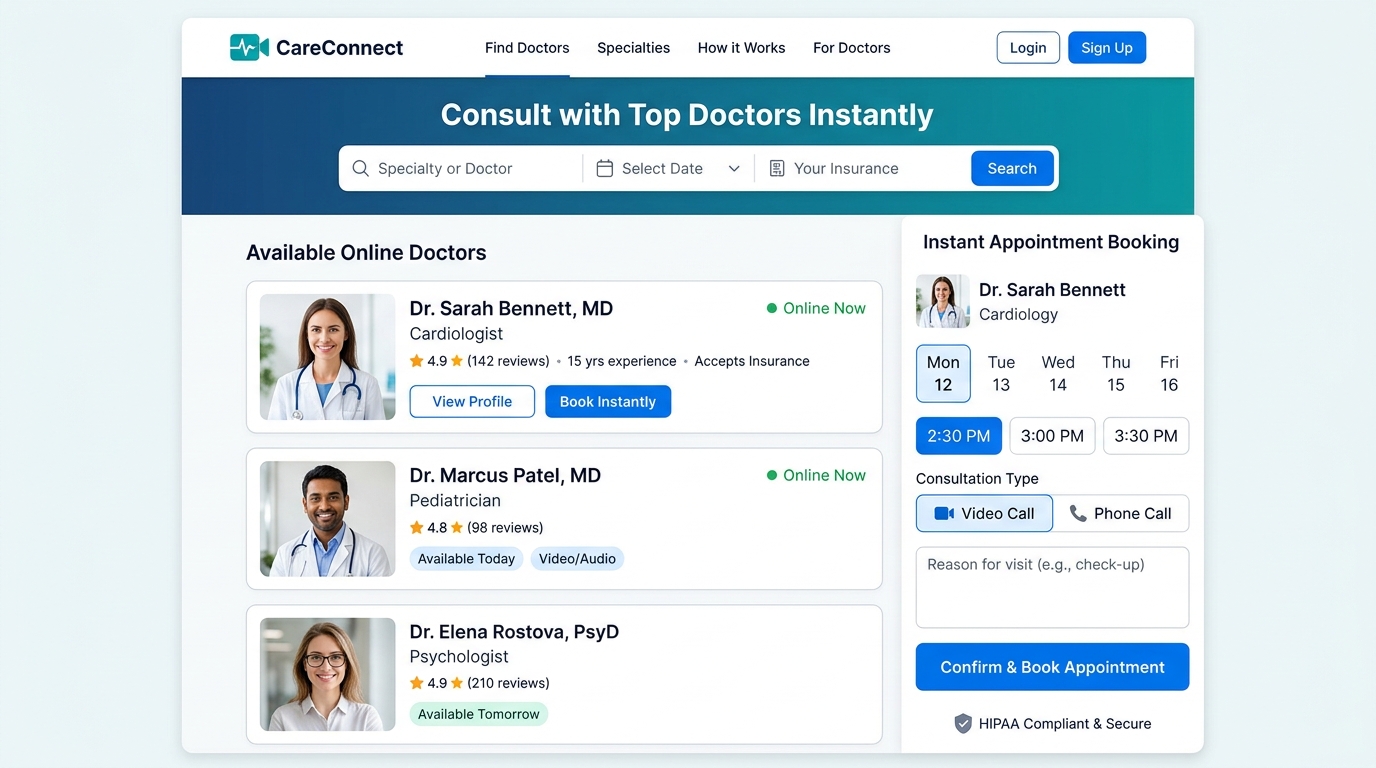 CareConnect
Find Doctors
Specialties
How it Works
For Doctors
Login
Sign Up
Consult with Top Doctors Instantly
Specialty or Doctor
Select Date
Your Insurance
Search
Available Online Doctors
Dr. Sarah Bennett, MD
Online Now
Cardiologist
4.9 (142 reviews) • 15 yrs experience • Accepts Insurance
View Profile
Book Instantly
Dr. Marcus Patel, MD
Online Now
Pediatrician
4.8 (98 reviews)
Available Today
Video/Audio
Dr. Elena Rostova, PsyD
Psychologist
4.9 (210 reviews)
Available Tomorrow
Instant Appointment Booking
Dr. Sarah Bennett
Cardiology
Mon Tue Wed Thu Fri
12 13 14 15 16
2:30 PM 3:00 PM 3:30 PM
Consultation Type
Video Call
Phone Call
Reason for visit (e.g., check-up)
Confirm & Book Appointment
HIPAA Compliant & Secure